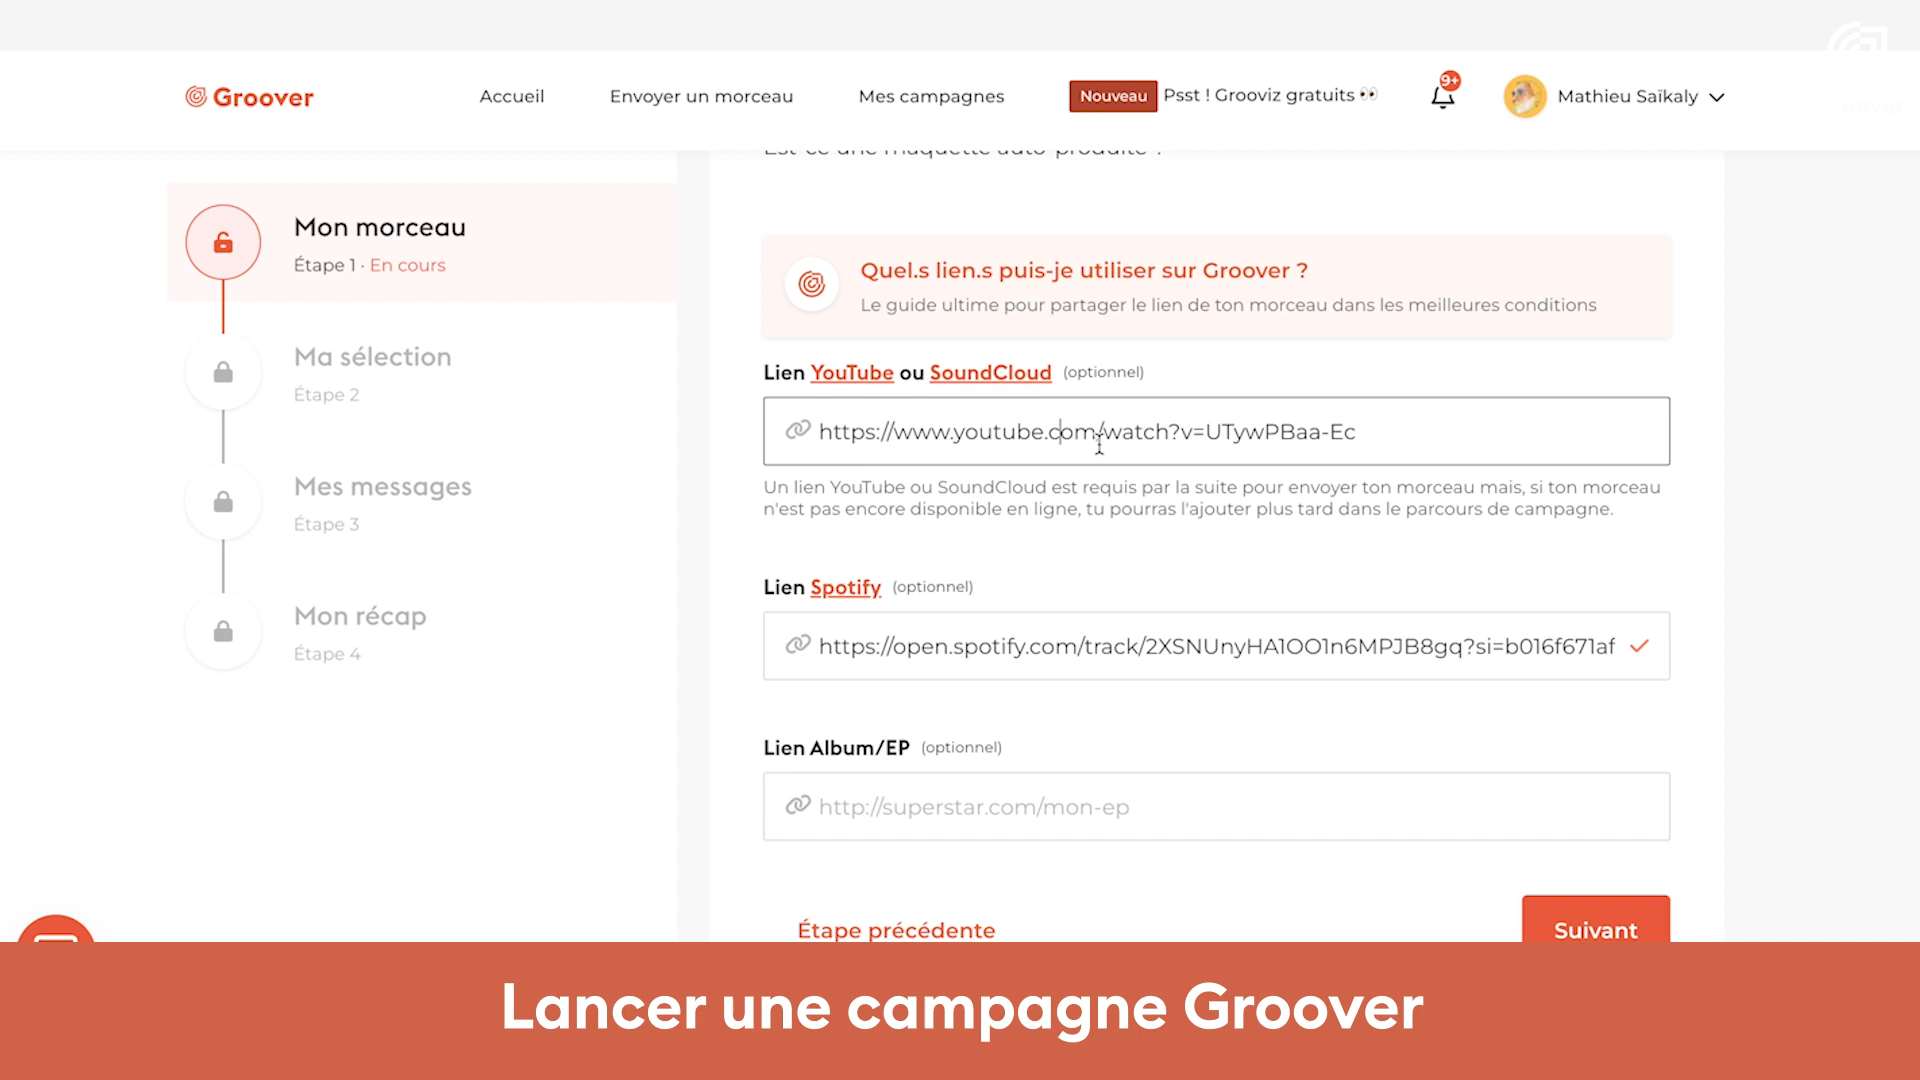 Groover
Accueil
Envoyer un morceau
Mes campagnes
Nouveau
Psst ! Grooviz gratuits 👀
9+
Mathieu Saïkaly
Est-ce une maquette auto-produite ?
Mon morceau
Étape 1 · En cours
Ma sélection
Étape 2
Mes messages
Étape 3
Mon récap
Étape 4
Quel.s lien.s puis-je utiliser sur Groover ?
Le guide ultime pour partager le lien de ton morceau dans les meilleures conditions
Lien YouTube ou SoundCloud (optionnel)
https://www.youtube.com/watch?v=UTywPBaa-Ec
Un lien YouTube ou SoundCloud est requis par la suite pour envoyer ton morceau mais, si ton morceau
n'est pas encore disponible en ligne, tu pourras l'ajouter plus tard dans le parcours de campagne.
Lien Spotify (optionnel)
https://open.spotify.com/track/2XSNUnyHA1OO1n6MPJB8gq?si=b016f671af
Lien Album/EP (optionnel)
http://superstar.com/mon-ep
Étape précédente
Suivant
Lancer une campagne Groover